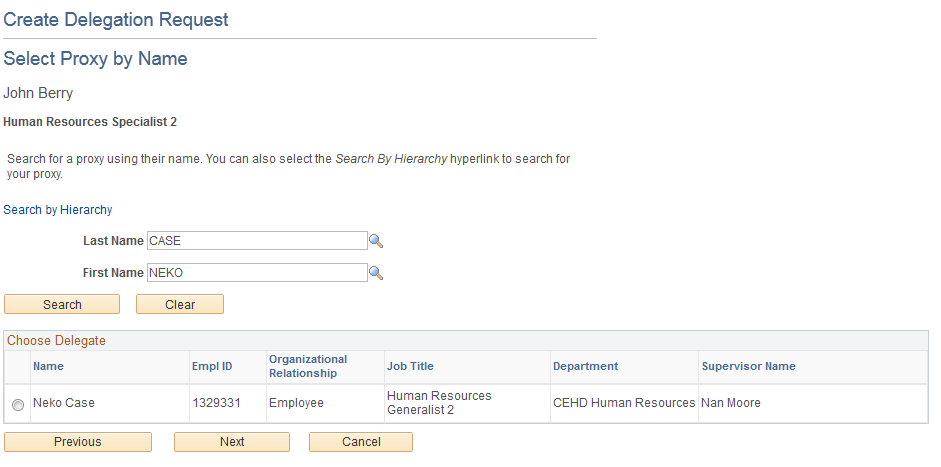 Create Delegation Request
Select Proxy by Name
John Berry
Human Resources Specialist 2
Search for a proxy using their name. You can also select the Search By Hierarchy hyperlink to search for
your proxy.
Search by Hierarchy
Last Name CASE
First Name NEKO
Search Clear
Choose Delegate
Name Empl ID Organizational Relationship Job Title Department Supervisor Name
Neko Case 1329331 Employee Human Resources Generalist 2 CEHD Human Resources Nan Moore
Previous Next Cancel